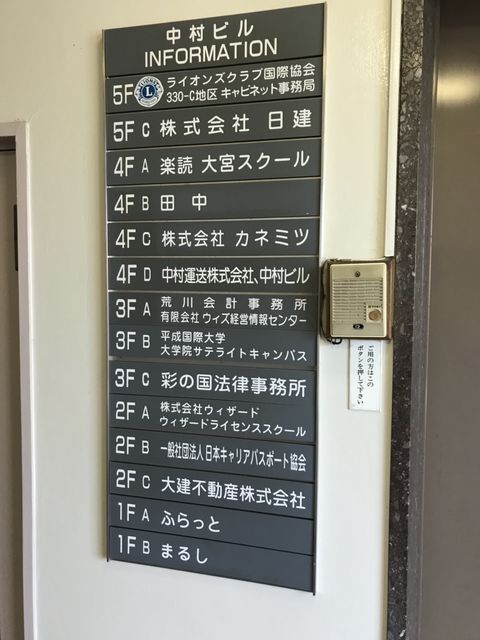 中村ビル
INFORMATION
5F L ライオンズクラブ国際協会
330-C地区 キャビネット事務局
5F C 株式会社 日建
4F A 楽読 大宮スクール
4F B 田中
4F C 株式会社 カネミツ
4F D 中村運送株式会社、中村ビル
3F A 荒川会計事務所
有限会社 ウィズ経営情報センター
3F B 平成国際大学
大学院サテライトキャンパス
3F C 彩の国法律事務所
2F A 株式会社ウィザード
ウィザードライセンススクール
2F B 一般社団法人日本キャリアパスポート協会
2F C 大建不動産株式会社
1F A ふらっと
1F B まるし
ご用の方はこの
ボタンを押して下さい